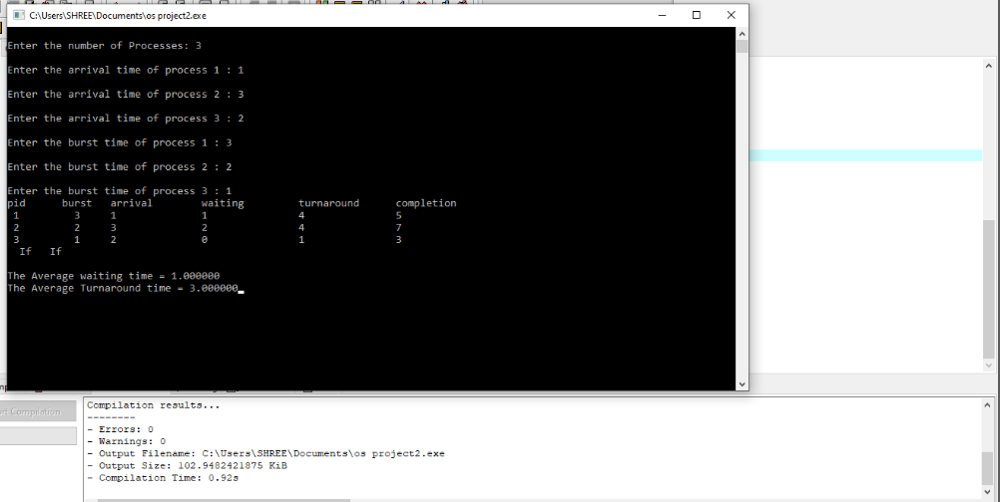 C:\Users\SHREE\Documents\os project2.exe
Enter the number of Processes: 3
Enter the arrival time of process 1 : 1
Enter the arrival time of process 2 : 3
Enter the arrival time of process 3 : 2
Enter the burst time of process 1 : 3
Enter the burst time of process 2 : 2
Enter the burst time of process 3 : 1
pid burst arrival waiting turnaround completion
1 3 1 1 4 5
2 2 3 2 4 7
3 1 2 0 1 3
If If
The Average waiting time = 1.000000
The Average Turnaround time = 3.000000
Compilation results...
--------
- Errors: 0
- Warnings: 0
- Output Filename: C:\Users\SHREE\Documents\os project2.exe
- Output Size: 102.9482421875 KiB
- Compilation Time: 0.92s
Compilation